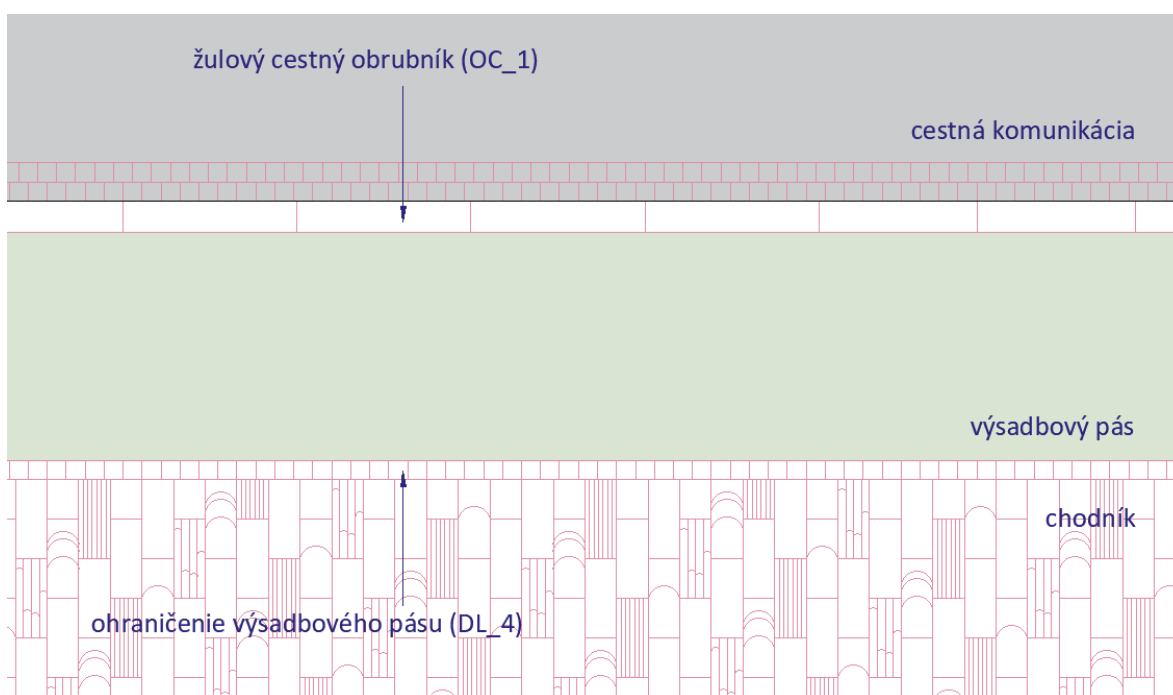 žulový cestný obrubník (OC_1)
cestná komunikácia
výsadbový pás
chodník
ohraničenie výsadbového pásu (DL_4)